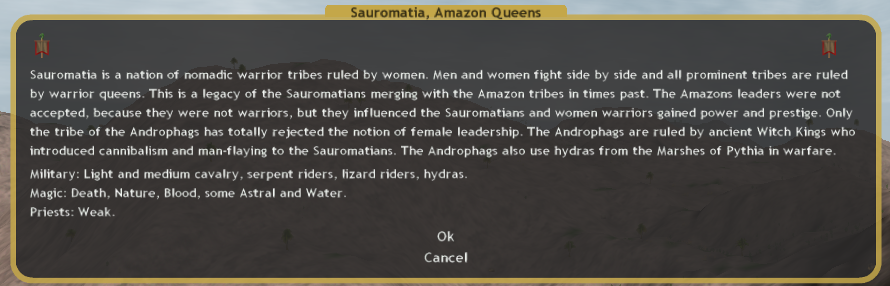 Sauromatia, Amazon Queens
Sauromatia is a nation of nomadic warrior tribes ruled by women. Men and women fight side by side and all prominent tribes are ruled
by warrior queens. This is a legacy of the Sauromatians merging with the Amazon tribes in times past. The Amazons leaders were not
accepted, because they were not warriors, but they influenced the Sauromatians and women warriors gained power and prestige. Only
the tribe of the Androphags has totally rejected the notion of female leadership. The Androphags are ruled by ancient Witch Kings who
introduced cannibalism and man-flaying to the Sauromatians. The Androphags also use hydras from the Marshes of Pythia in warfare.
Military: Light and medium cavalry, serpent riders, lizard riders, hydras.
Magic: Death, Nature, Blood, some Astral and Water.
Priests: Weak.
Ok
Cancel